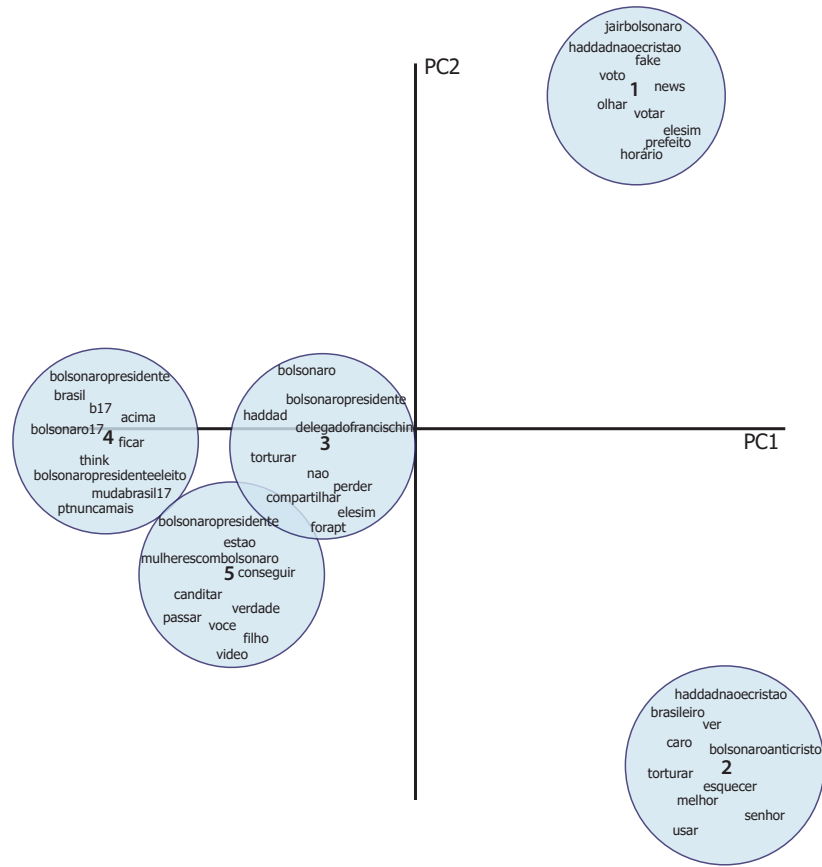 PC2
PC1
jairbolsonaro
haddadnaoecristao
fake
voto
news
1
olhar
votar
elesim
prefeito
horário
bolsonaropresidente
brasil
b17
acima
bolsonaro17
4
ficar
think
bolsonaropresidenteeleito
mudabrasil17
ptnuncamais
bolsonaro
bolsonaropresidente
haddad
delegadofrancischin
3
torturar
nao
perder
compartilhar
elesim
forapt
bolsonaropresidente
estao
mulherescombolsonaro
5 conseguir
canditar
verdade
passar
voce
filho
video
haddadnaoecristao
brasileiro
ver
caro
bolsonaroanticristo
2
torturar
esquecer
melhor
senhor
usar